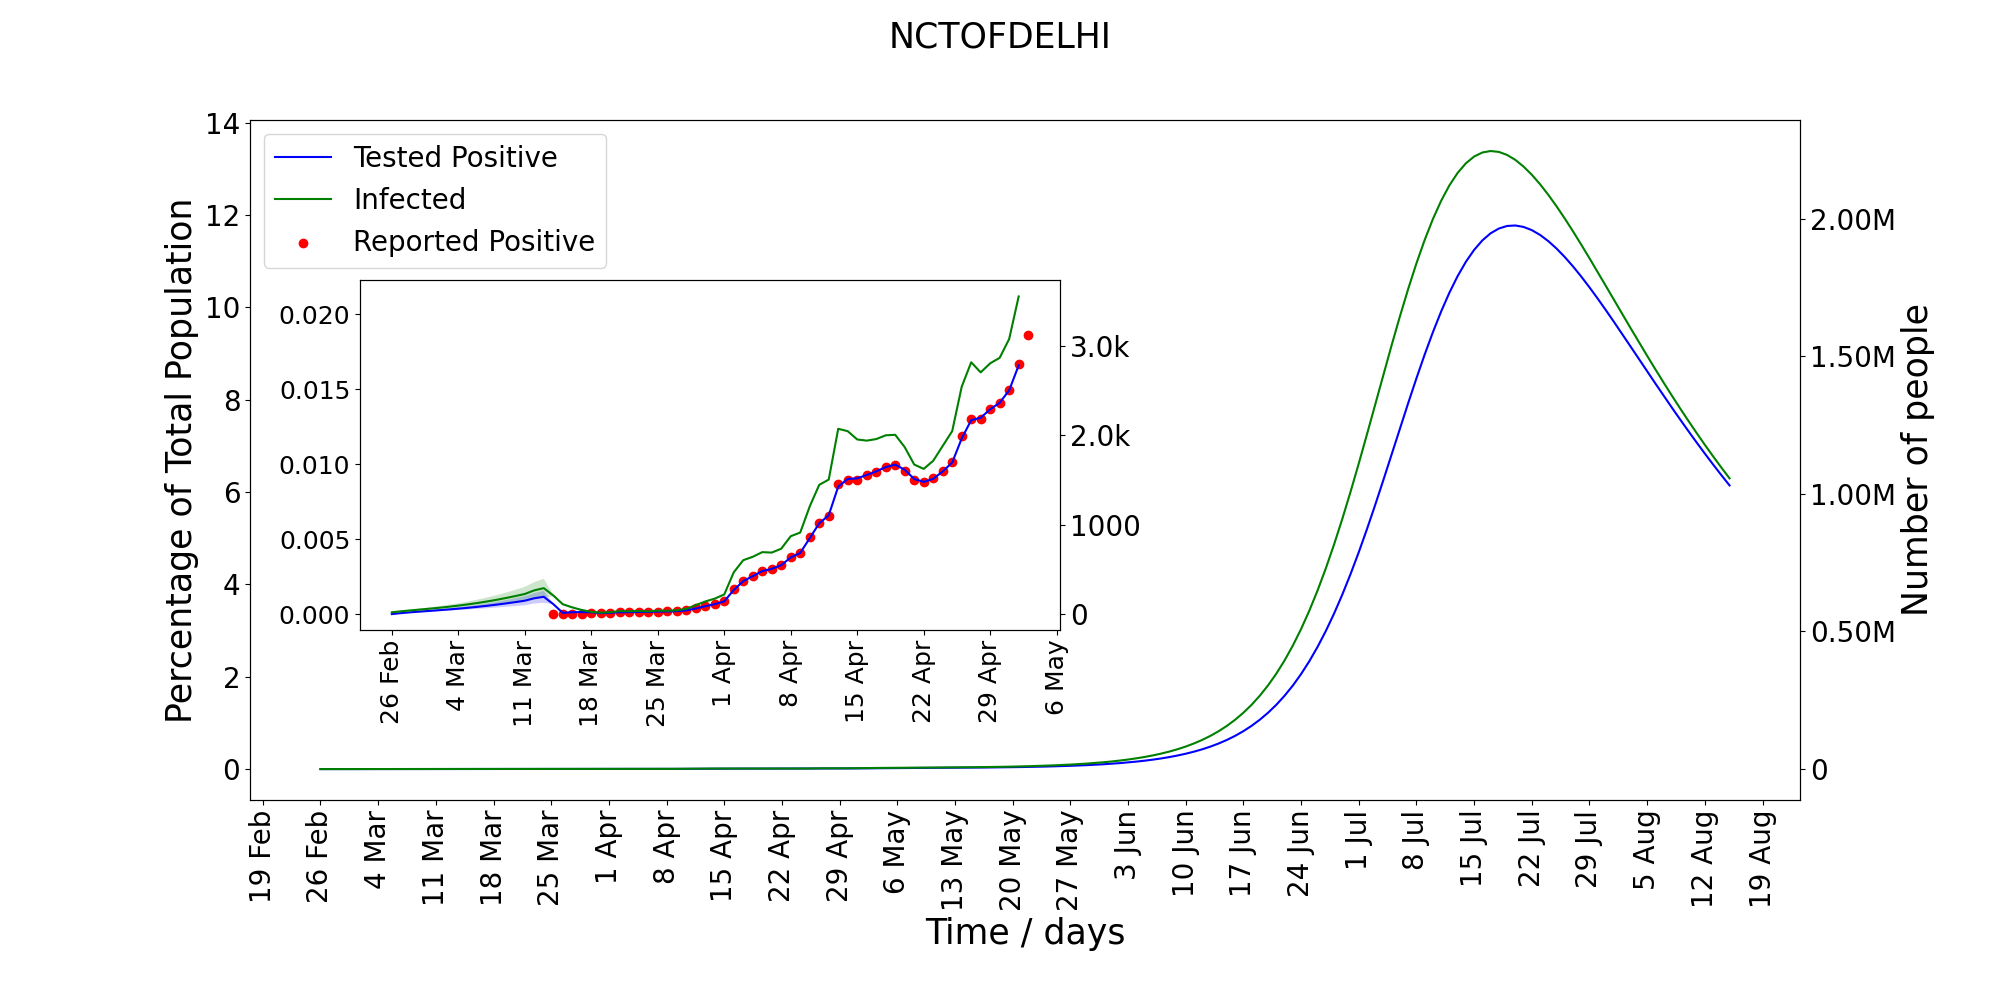 NCTOFDELHI
Percentage of Total Population
14
12
10
8
6
4
2
0
Tested Positive
Infected
Reported Positive
0.020
0.015
0.010
0.005
0.000
3.0k
2.0k
1000
0
26 Feb
4 Mar
11 Mar
18 Mar
25 Mar
1 Apr
8 Apr
15 Apr
22 Apr
29 Apr
6 May
2.00M
1.50M
1.00M
0.50M
0
Number of people
19 Feb
26 Feb
4 Mar
11 Mar
18 Mar
25 Mar
1 Apr
8 Apr
15 Apr
22 Apr
29 Apr
6 May
13 May
20 May
27 May
3 Jun
10 Jun
17 Jun
24 Jun
1 Jul
8 Jul
15 Jul
22 Jul
29 Jul
5 Aug
12 Aug
19 Aug
Time / days